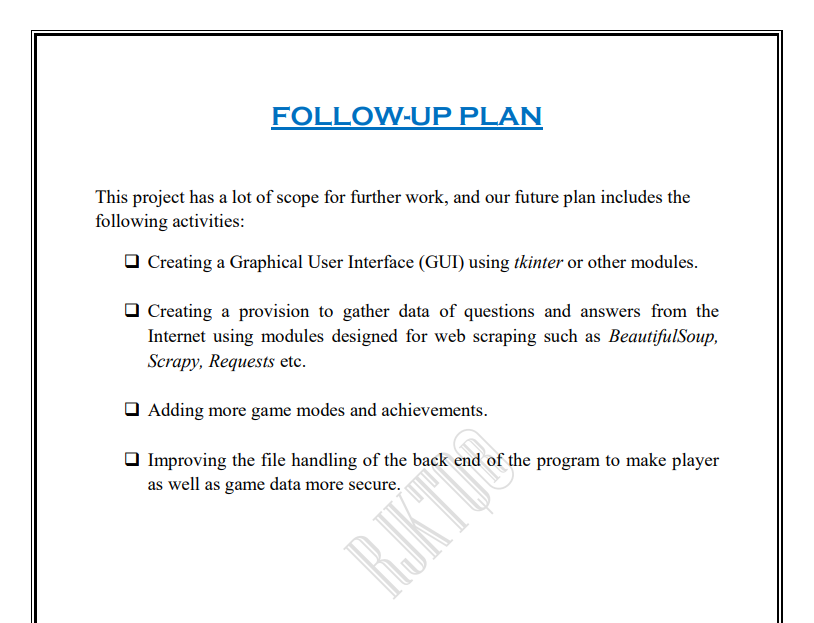 FOLLOW-UP PLAN
This project has a lot of scope for further work, and our future plan includes the
following activities:
❑ Creating a Graphical User Interface (GUI) using tkinter or other modules.
❑ Creating a provision to gather data of questions and answers from the
Internet using modules designed for web scraping such as BeautifulSoup,
Scrapy, Requests etc.
❑ Adding more game modes and achievements.
❑ Improving the file handling of the back end of the program to make player
as well as game data more secure.
RJKTQ®